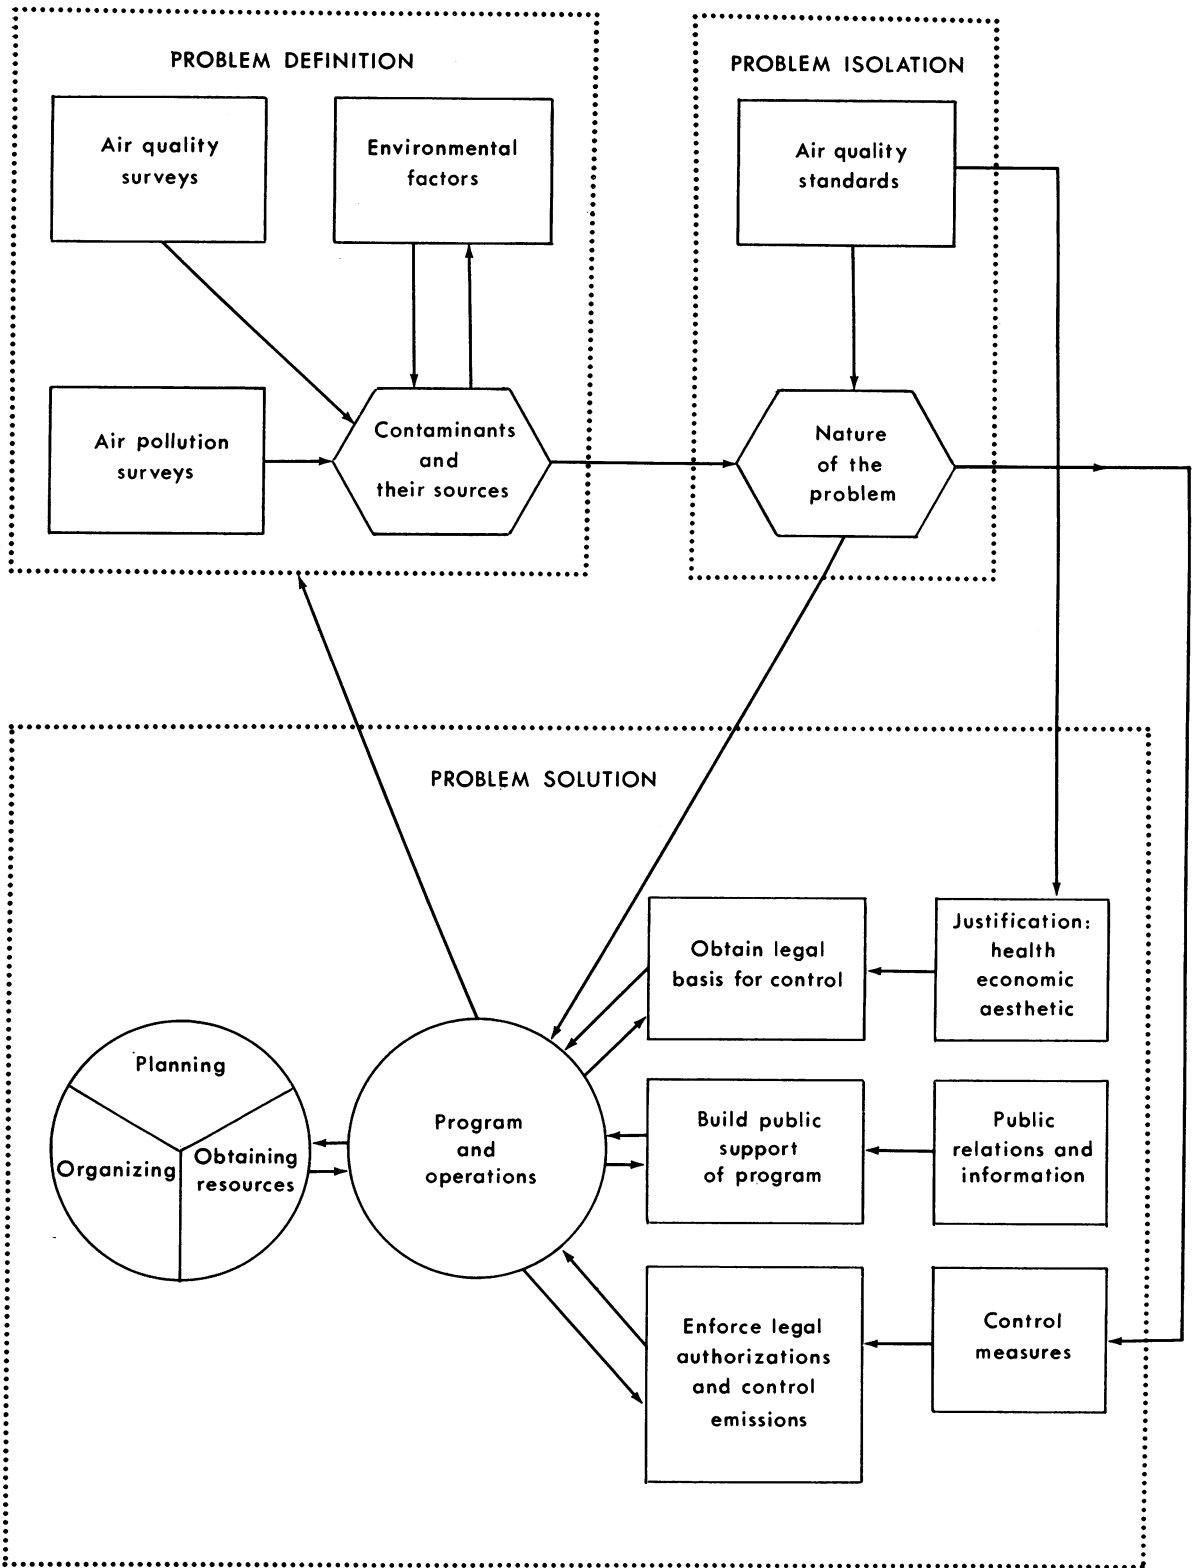 PROBLEM DEFINITION
Air quality
surveys
Environmental
factors
Air pollution
surveys
Contaminants
and
their sources
PROBLEM ISOLATION
Air quality
standards
Nature
of the
problem
PROBLEM SOLUTION
Planning
Organizing
Obtaining
resources
Program
and
operations
Obtain legal
basis for control
Justification:
health
economic
aesthetic
Build public
support
of program
Public
relations and
information
Enforce legal
authorizations
and control
emissions
Control
measures